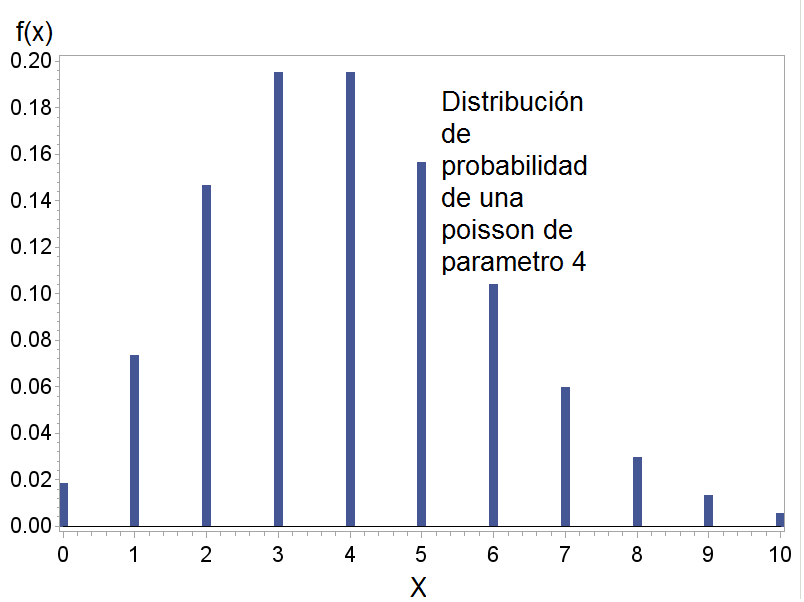 f(x)
0.20
0.18
0.16
0.14
0.12
0.10
0.08
0.06
0.04
0.02
0.00
Distribución
de
probabilidad
de una
poisson de
parametro 4
0 1 2 3 4 5 6 7 8 9 10
X